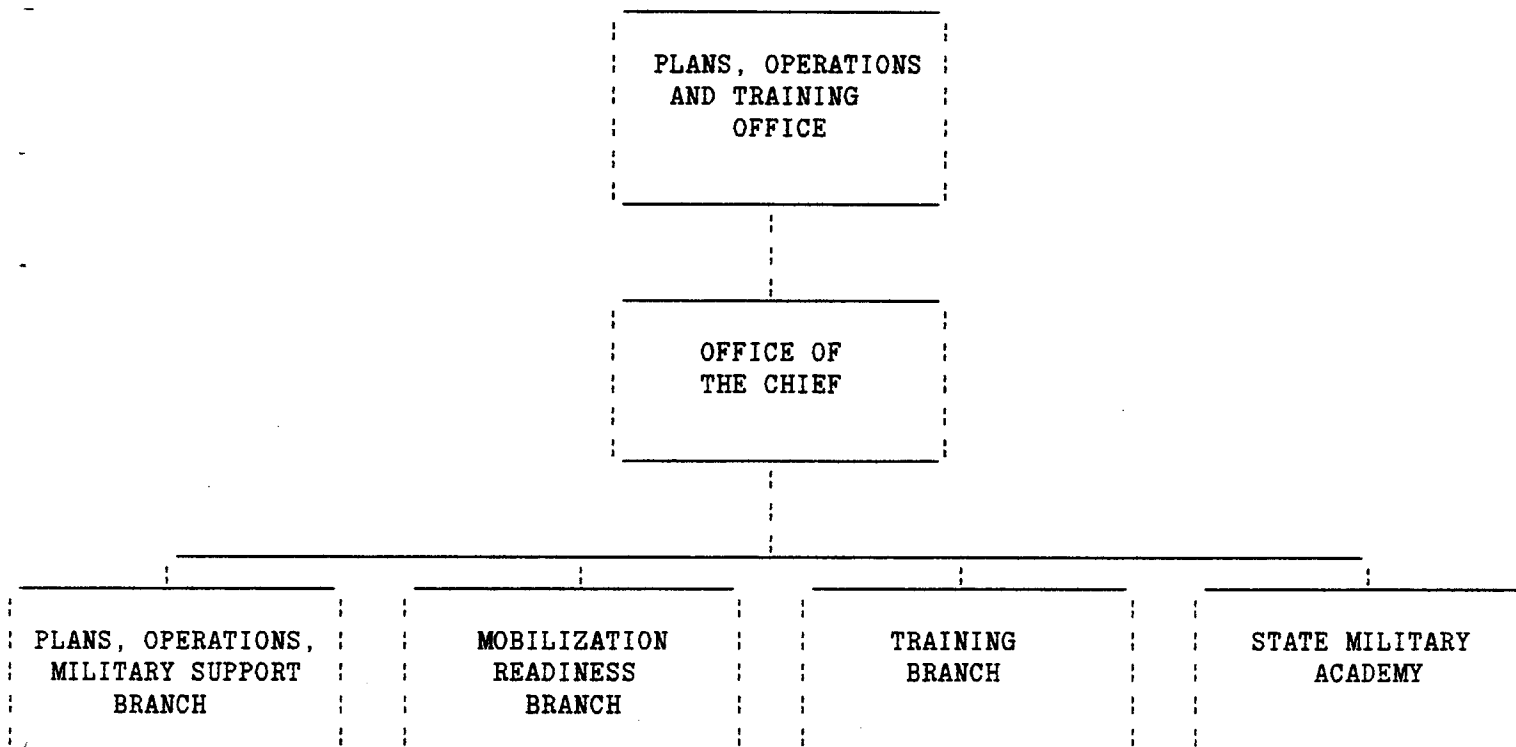 PLANS, OPERATIONS
AND TRAINING
OFFICE
OFFICE OF
THE CHIEF
PLANS, OPERATIONS,
MILITARY SUPPORT
BRANCH
MOBILIZATION
READINESS
BRANCH
TRAINING
BRANCH
STATE MILITARY
ACADEMY